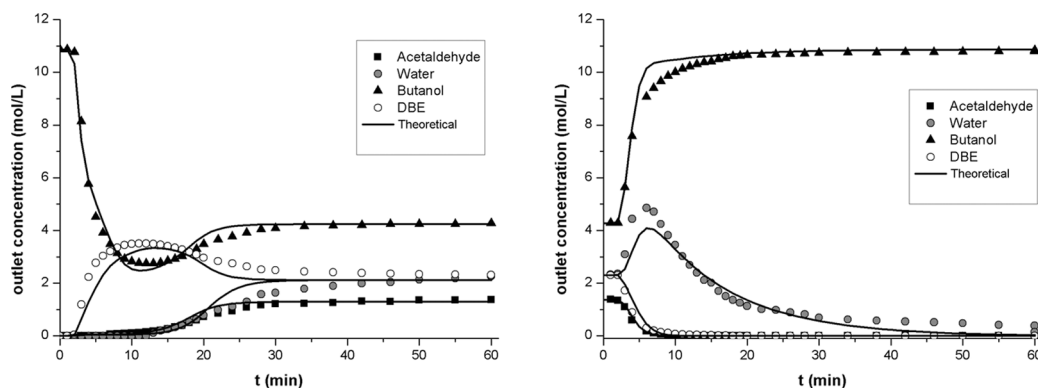 outlet concentration (mol/L)
12
10
8
6
4
2
0
0 10 20 30 40 50 60
t (min)
Acetaldehyde
Water
Butanol
DBE
Theoretical
outlet concentration (mol/L)
12
10
8
6
4
2
0
0 10 20 30 40 50 60
t (min)
Acetaldehyde
Water
Butanol
DBE
Theoretical